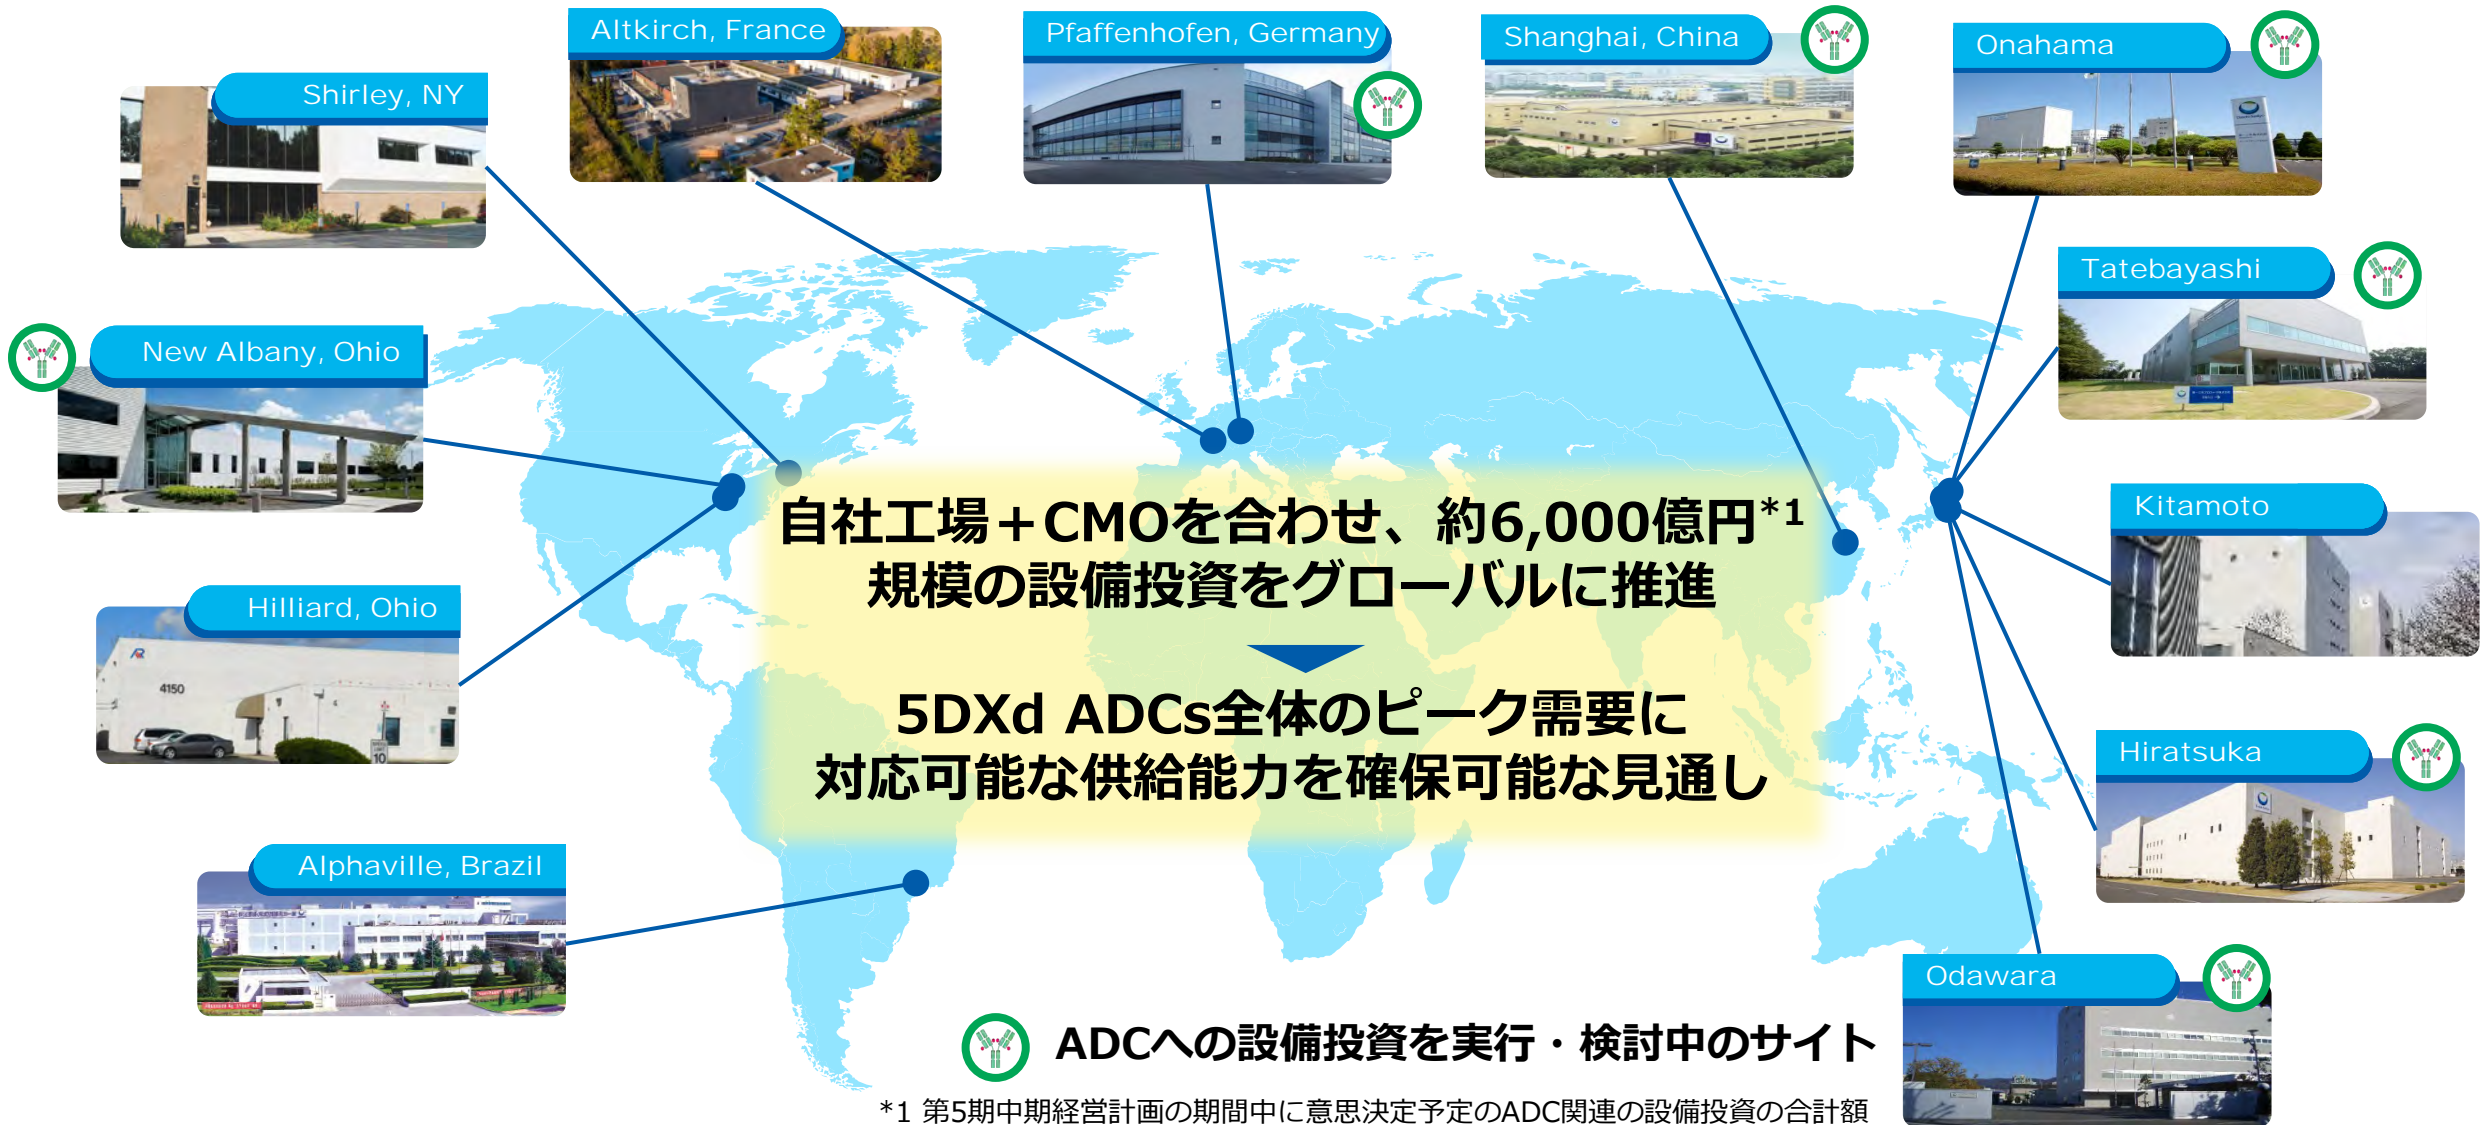 Altkirch, France
Pfaffenhofen, Germany
Shanghai, China
Onahama
Shirley, NY
Tatebayashi
New Albany, Ohio
Kitamoto
自社工場+CMOを合わせ、約6,000億円*1
規模の設備投資をグローバルに推進
Hilliard, Ohio
4150
10
5DXd ADCs全体のピーク需要に
対応可能な供給能力を確保可能な見通し
Hiratsuka
Alphaville, Brazil
Odawara
ADCへの設備投資を実行・検討中のサイト
*1 第5期中期経営計画の期間中に意思決定予定のADC関連の設備投資の合計額